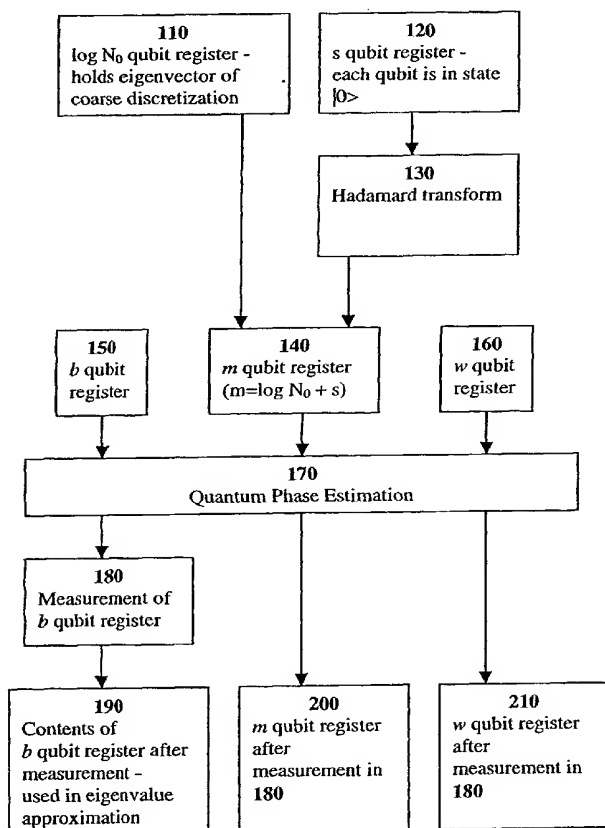 110
log N₀ qubit register -
holds eigenvector of
coarse discretization
120
s qubit register -
each qubit is in state
|0>
130
Hadamard transform
150
b qubit
register
140
m qubit register
(m=log N₀ + s)
160
w qubit
register
170
Quantum Phase Estimation
180
Measurement of
b qubit register
190
Contents of
b qubit register after
measurement -
used in eigenvalue
approximation
200
m qubit register
after
measurement in
180
210
w qubit register
after
measurement in
180